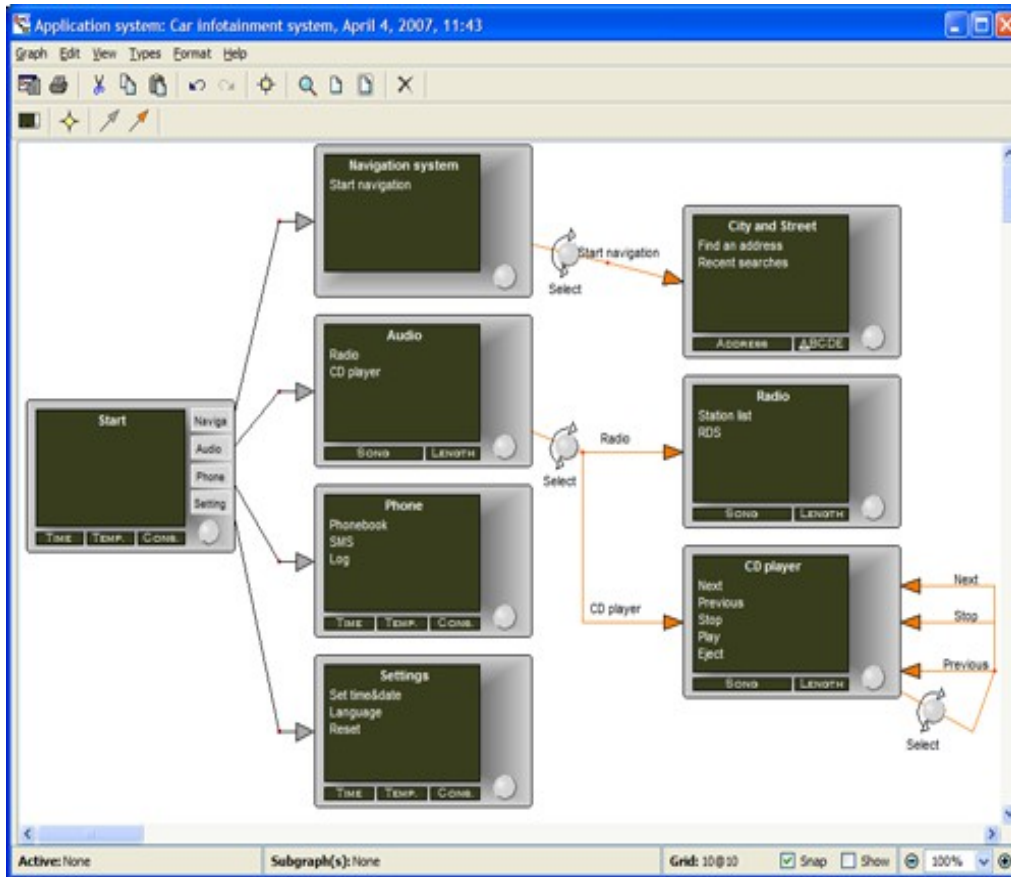 Application system: Car infotainment system, April 4, 2007, 11:43
Graph Edit View Types Format Help
Navigation system
Start navigation
Start navigation
Select
City and Street
Find an address
Recent searches
ADDRESS ABCDE
Audio
Radio
CD player
SONG LENGTH
Select
Radio
Radio
Station list
RDS
SONG LENGTH
Start
Naviga
Audio
Phone
Setting
TIME TEMP. CONS.
Phone
Phonebook
SMS
Log
TIME TEMP. CONS.
CD player
CD player
Next
Previous
Stop
Play
Eject
SONG LENGTH
Next
Stop
Previous
Select
Settings
Set time&date
Language
Reset
TIME TEMP. CONS.
Active: None Subgraph(s): None Grid: 10@10 Snap Show 100%